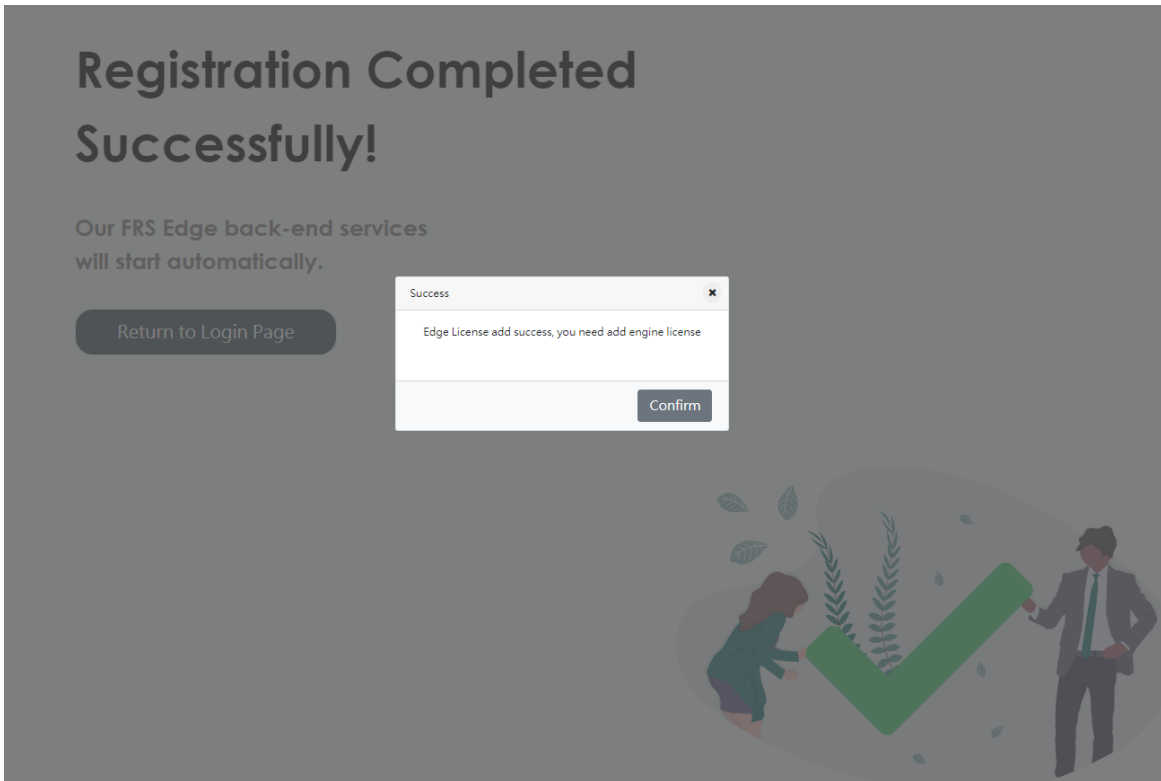 Registration Completed
Successfully!
Our FRS Edge back-end services
will start automatically.
Return to Login Page
Success
Edge License add success, you need add engine license
Confirm